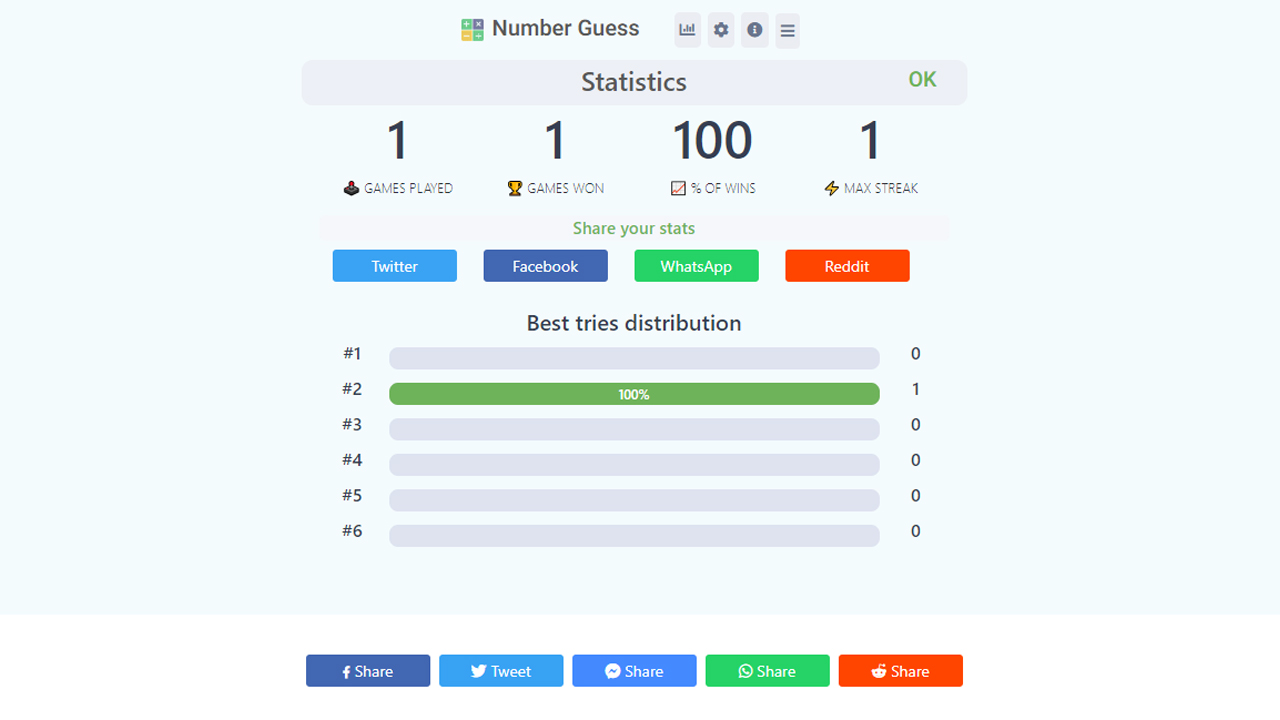 Number Guess
Statistics OK
1 1 100 1
GAMES PLAYED GAMES WON % OF WINS MAX STREAK
Share your stats
Twitter Facebook WhatsApp Reddit
Best tries distribution
#1 0
#2 100% 1
#3 0
#4 0
#5 0
#6 0
Share Tweet Share Share Share